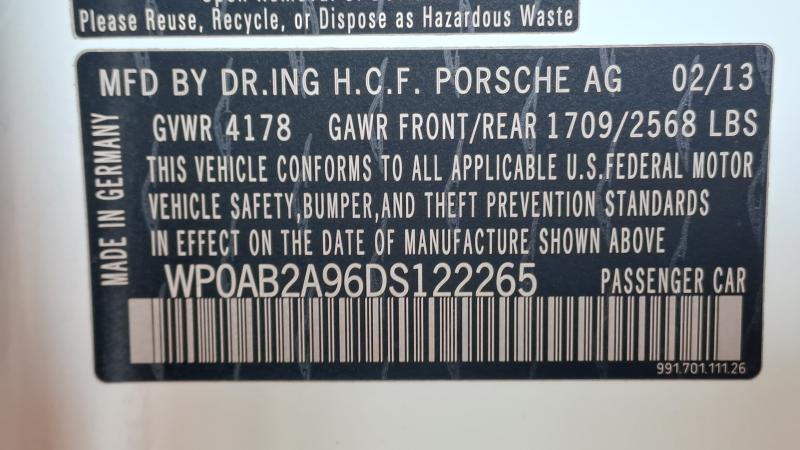 Please Reuse, Recycle, or Dispose as Hazardous Waste
MFD BY DR.ING H.C.F. PORSCHE AG 02/13
GVWR 4178 GAWR FRONT/REAR 1709/2568 LBS
THIS VEHICLE CONFORMS TO ALL APPLICABLE U.S.FEDERAL MOTOR
VEHICLE SAFETY,BUMPER,AND THEFT PREVENTION STANDARDS
IN EFFECT ON THE DATE OF MANUFACTURE SHOWN ABOVE
WP0AB2A96DS122265 PASSENGER CAR
991.701.111.26
MADE IN GERMANY